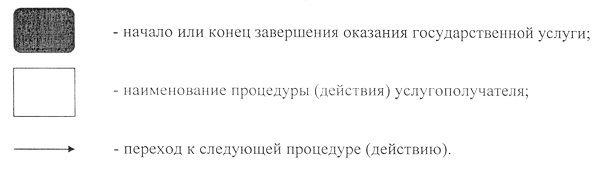 - начало или конец завершения оказания государственной услуги;
- наименование процедуры (действия) услугополучателя;
- переход к следующей процедуре (действию).